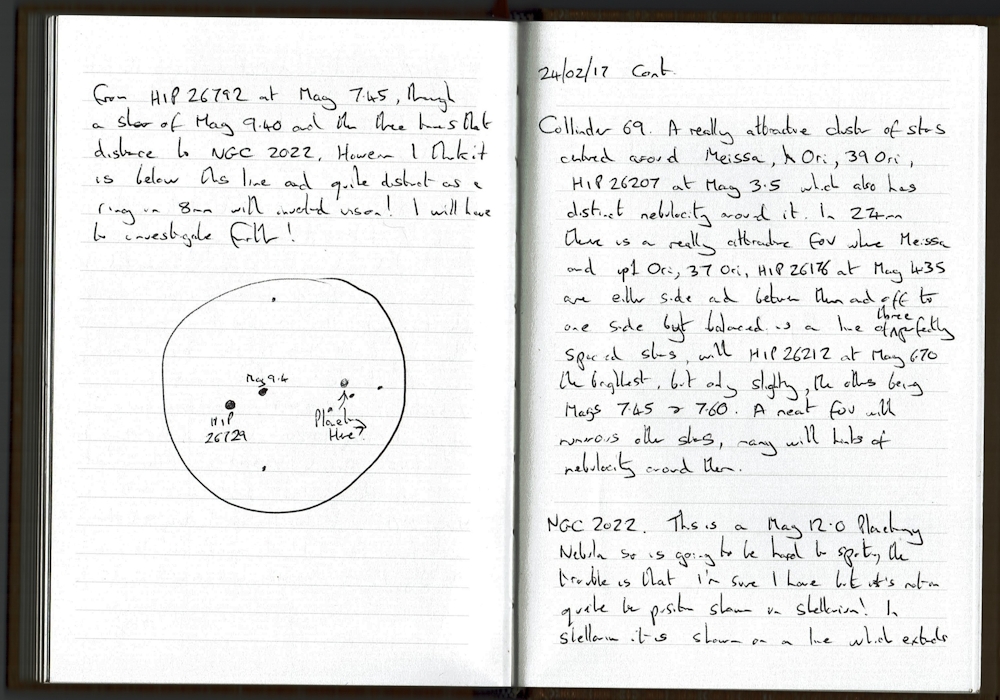 from HIP 26792 at Mag 7.45, through
a star of Mag 9.40 and the three times that
distance to NGC 2022. However I think it
is below this line and quite distinct as a
ring in 8mm with inverted vision! I will have
to investigate further!
Mag 9.4
HIP
26729
Planetary
Here?
24/02/17 Cont.
Collinder 69. A really attractive cluster of stars
centred around Meissa, λ Ori, 39 Ori,
HIP 26207 at Mag 3.5 which also has
distinct nebulocity around it. In 22mm
there is a really attractive FOV where Meissa
and φ1 Ori, 37 Ori, HIP 26176 at Mag 4.35
are either side and between them and off to
one side but balanced is a line of three perfectly
spaced stars, with HIP 26212 at Mag 6.70
the brightest, but only slightly, the others being
Mags 7.45 & 7.60. A neat FOV with
numerous other stars, many with hints of
nebulocity around them.
NGC 2022. This is a Mag 12.0 Planetary
Nebula so is going to be hard to spot, the
trouble is that I'm sure I have but it's not in
quite the position shown in Stellarium! In
Stellarium it is shown on a line which extends